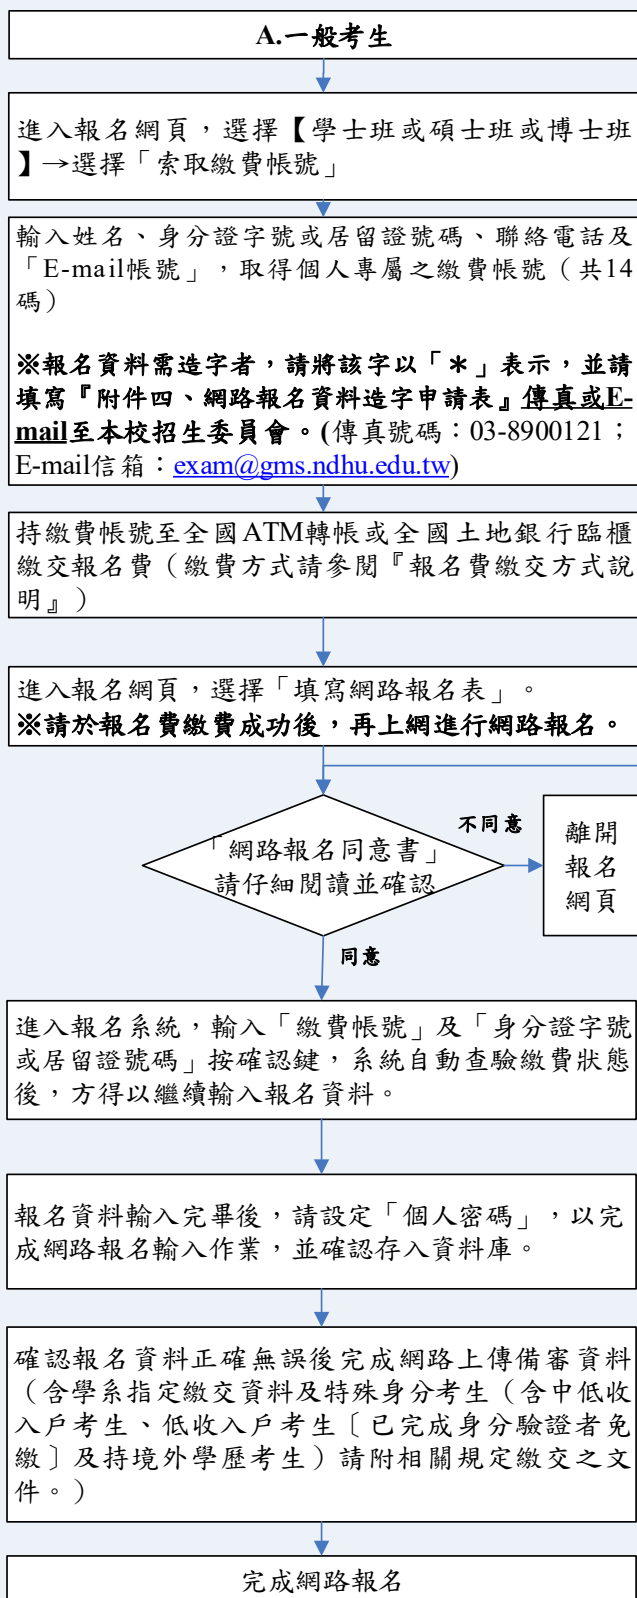 A.一般考生
進入報名網頁，選擇【學士班或碩士班或博士班
】→選擇「索取繳費帳號」
輸入姓名、身分證字號或居留證號碼、聯絡電話及
「E-mail帳號」，取得個人專屬之繳費帳號（共14
碼）
※報名資料需造字者，請將該字以「＊」表示，並請
填寫『附件四、網路報名資料造字申請表』傳真或E-
mail至本校招生委員會。(傳真號碼：03-8900121；
E-mail信箱：exam@gms.ndhu.edu.tw)
持繳費帳號至全國ATM轉帳或全國土地銀行臨櫃
繳交報名費（繳費方式請參閱『報名費繳交方式說
明』）
進入報名網頁，選擇「填寫網路報名表」。
※請於報名費繳費成功後，再上網進行網路報名。
「網路報名同意書」
請仔細閱讀並確認
不同意
離開
報名
網頁
同意
進入報名系統，輸入「繳費帳號」及「身分證字號
或居留證號碼」按確認鍵，系統自動查驗繳費狀態
後，方得以繼續輸入報名資料。
報名資料輸入完畢後，請設定「個人密碼」，以完
成網路報名輸入作業，並確認存入資料庫。
確認報名資料正確無誤後完成網路上傳備審資料
（含學系指定繳交資料及特殊身分考生（含中低收
入戶考生、低收入戶考生〔已完成身分驗證者免
繳〕及持境外學歷考生）請附相關規定繳交之文
件。）
完成網路報名